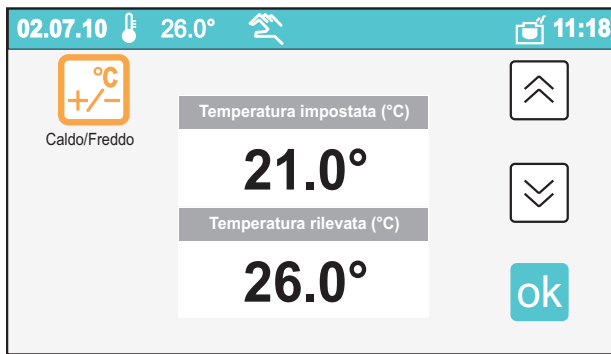 02.07.10 26.0° 11:18
°C
+/−
Caldo/Freddo
Temperatura impostata (°C)
21.0°
Temperatura rilevata (°C)
26.0°
ok